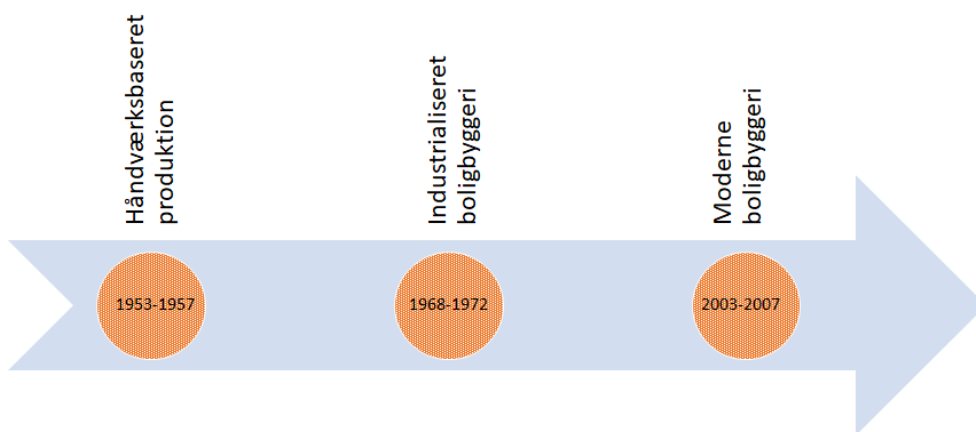 Håndværksbaseret
produktion
Industrialiseret
boligbyggeri
Moderne
boligbyggeri
1953-1957
1968-1972
2003-2007